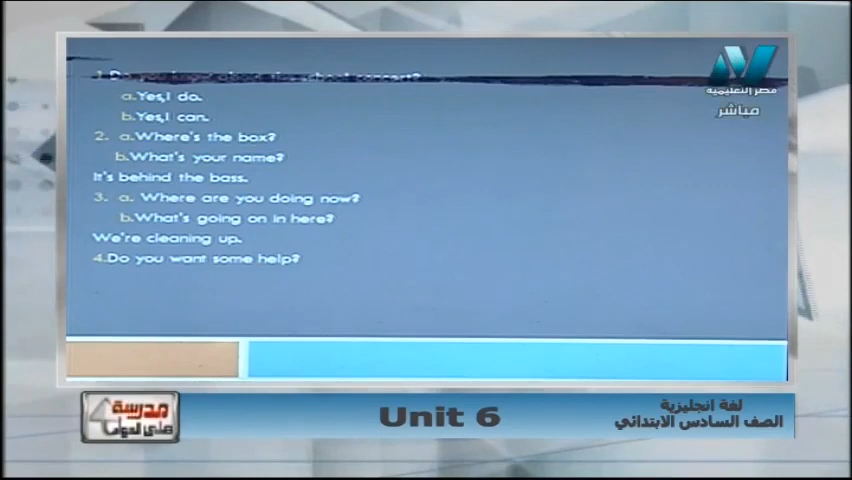 مصر التعليمية
مباشر
a.Yes,I do.
b.Yes,I can.
2. a.Where's the box?
b.What's your name?
It's behind the bass.
3. a. Where are you doing now?
b.What's going on in here?
We're cleaning up.
4.Do you want some help?
مدرسة
على الهواء
Unit 6
لغة انجليزية
الصف السادس الابتدائي